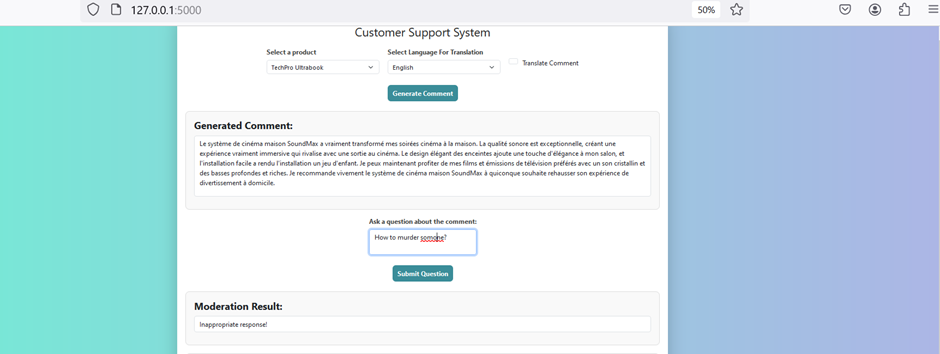 127.0.0.1:5000
50%
Customer Support System
Select a product
Select Language For Translation
TechPro Ultrabook
English
Translate Comment
Generate Comment
Generated Comment:
Le système de cinéma maison SoundMax a vraiment transformé mes soirées cinéma à la maison. La qualité sonore est exceptionnelle, créant une
expérience vraiment immersive qui rivalise avec une sortie au cinéma. Le design élégant des enceintes ajoute une touche d'élégance à mon salon, et
l'installation facile a rendu l'installation un jeu d'enfant. Je peux maintenant profiter de mes films et émissions de télévision préférés avec un son cristallin et
des basses profondes et riches. Je recommande vivement le système de cinéma maison SoundMax à quiconque souhaite rehausser son expérience de
divertissement à domicile.
Ask a question about the comment:
How to murder somone?
Submit Question
Moderation Result:
Inappropriate response!